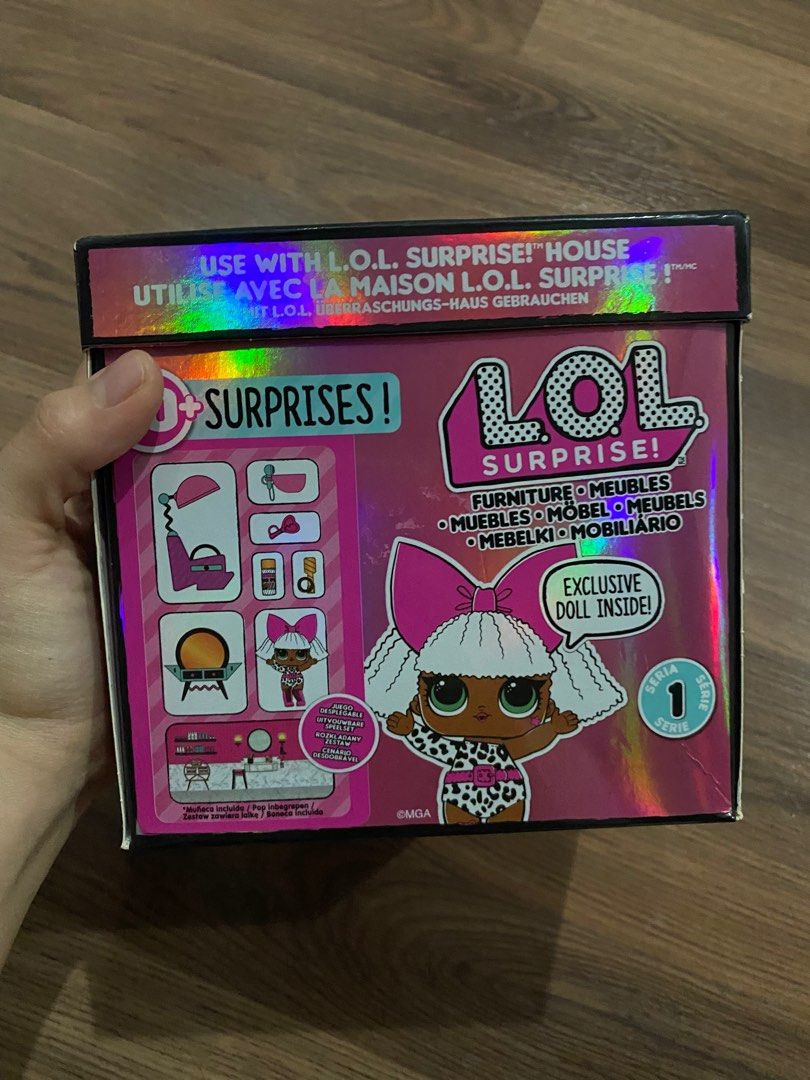 USE WITH L.O.L. SURPRISE!™ HOUSE
UTILISE AVEC LA MAISON L.O.L. SURPRISE !™/MC
MIT L.O.L. ÜBERRASCHUNGS-HAUS GEBRAUCHEN
+ SURPRISES!
L.O.L.
SURPRISE!™
FURNITURE • MEUBLES
• MUEBLES • MÖBEL • MEUBELS
• MEBELKI • MOBILIÁRIO
EXCLUSIVE
DOLL INSIDE!
SERIA SÉRIE
1
SERIE
JUEGO
DESPLEGABLE
UITVOUWBARE
SPEELSET
ROZKŁADANY
ZESTAW
CENÁRIO
DESDOBRÁVEL
*Muñeca incluida / Pop inbegrepen /
Zestaw zawiera lalkę / Boneca incluída
©MGA